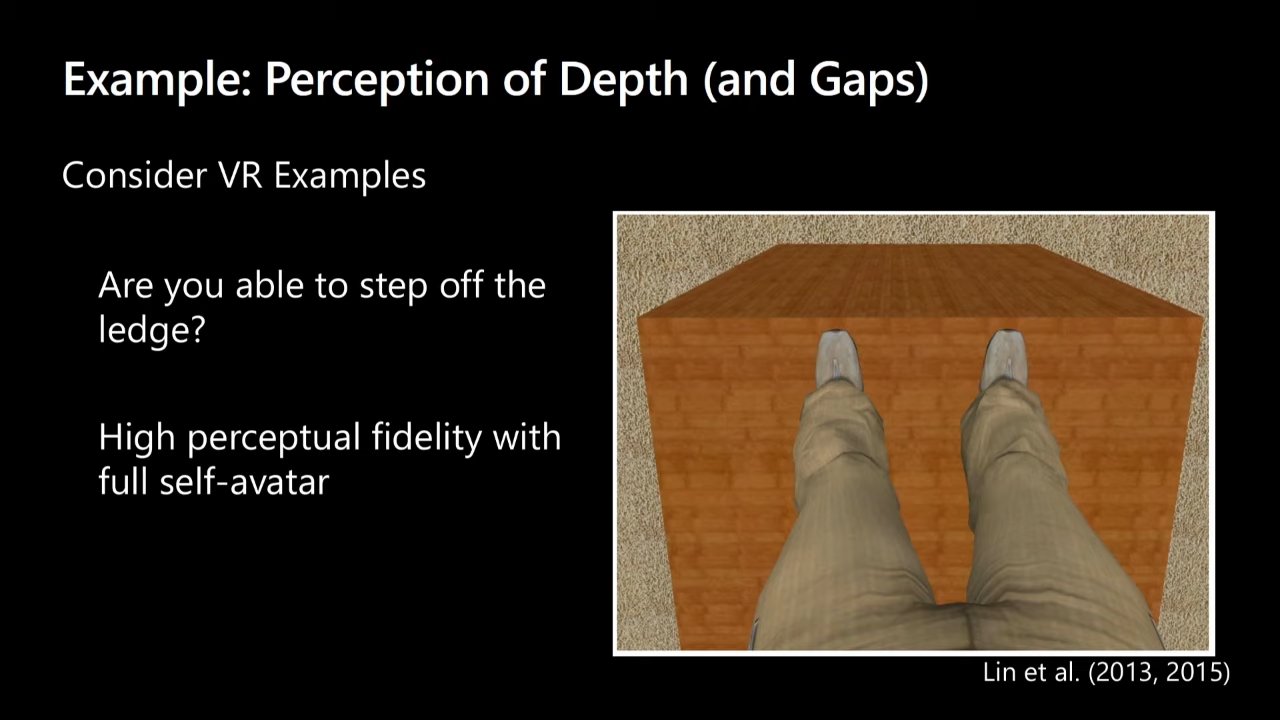 Example: Perception of Depth (and Gaps)
Consider VR Examples
Are you able to step off the
ledge?
High perceptual fidelity with
full self-avatar
Lin et al. (2013, 2015)